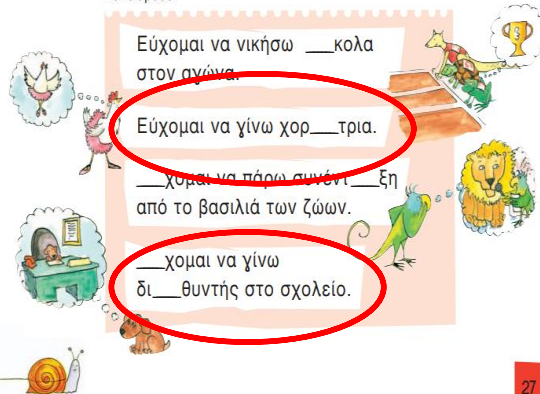 Εύχομαι να νικήσω ___κολα
στον αγώνα.
Εύχομαι να γίνω χορ___τρια.
___χομαι να πάρω συνέντ___ξη
από το βασιλιά των ζώων.
___χομαι να γίνω
δι___θυντής στο σχολείο.
27